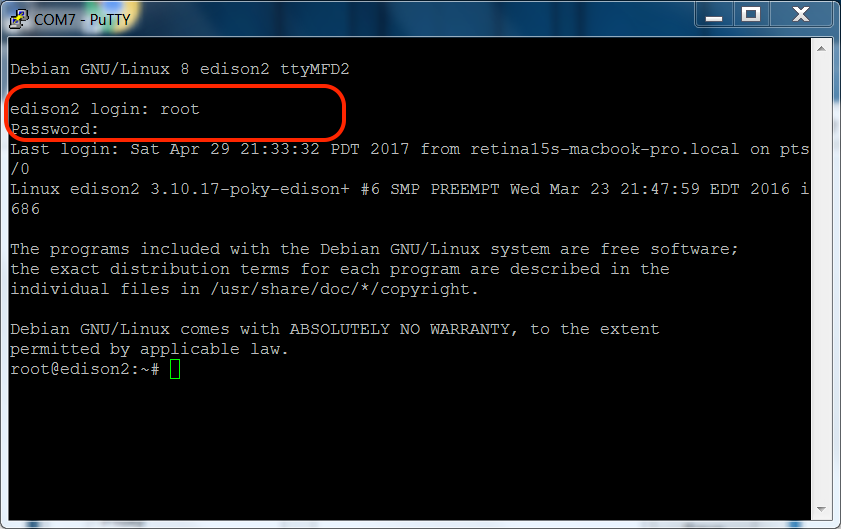 COM7 - PuTTY
Debian GNU/Linux 8 edison2 ttyMFD2
edison2 login: root
Password:
Last login: Sat Apr 29 21:33:32 PDT 2017 from retina15s-macbook-pro.local on pts
/0
Linux edison2 3.10.17-poky-edison+ #6 SMP PREEMPT Wed Mar 23 21:47:59 EDT 2016 i
686
The programs included with the Debian GNU/Linux system are free software;
the exact distribution terms for each program are described in the
individual files in /usr/share/doc/*/copyright.
Debian GNU/Linux comes with ABSOLUTELY NO WARRANTY, to the extent
permitted by applicable law.
root@edison2:~#